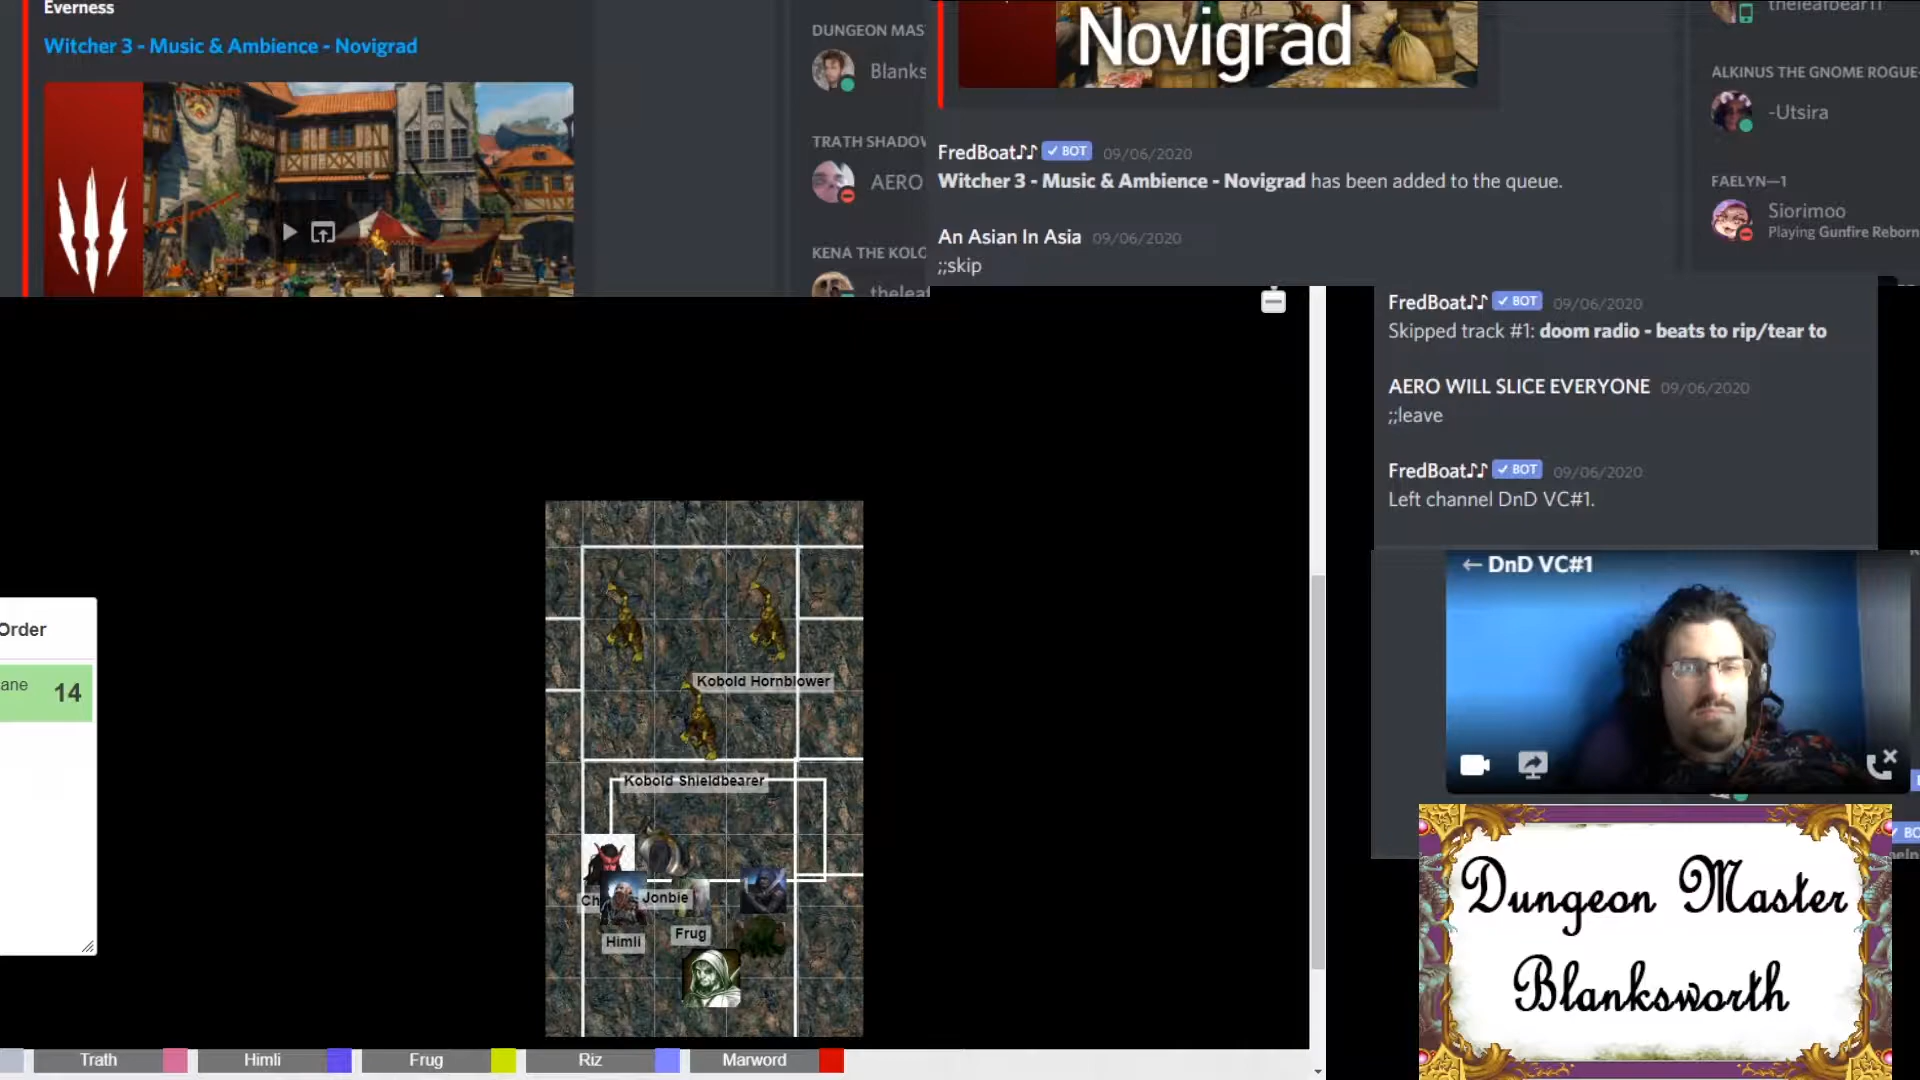 Everness
Witcher 3 - Music & Ambience - Novigrad
DUNGEON MAS
Blanks
TRATH SHADOW
AERO
KENA THE KOLO
theleaf
Novigrad
FredBoat♪♪ ✓ BOT 09/06/2020
Witcher 3 - Music & Ambience - Novigrad has been added to the queue.
An Asian In Asia 09/06/2020
;;skip
theleafbear11
ALKINUS THE GNOME ROGUE
-Utsira
FAELYN—1
Siorimoo
Playing Gunfire Reborn
FredBoat♪♪ ✓ BOT 09/06/2020
Skipped track #1: doom radio - beats to rip/tear to
AERO WILL SLICE EVERYONE 09/06/2020
;;leave
FredBoat♪♪ ✓ BOT 09/06/2020
Left channel DnD VC#1.
DnD VC#1
Order
ane 14
Kobold Hornblower
Kobold Shieldbearer
Ch
Jonbie
Himli
Frug
Dungeon Master
Blanksworth
Trath Himli Frug Riz Marword